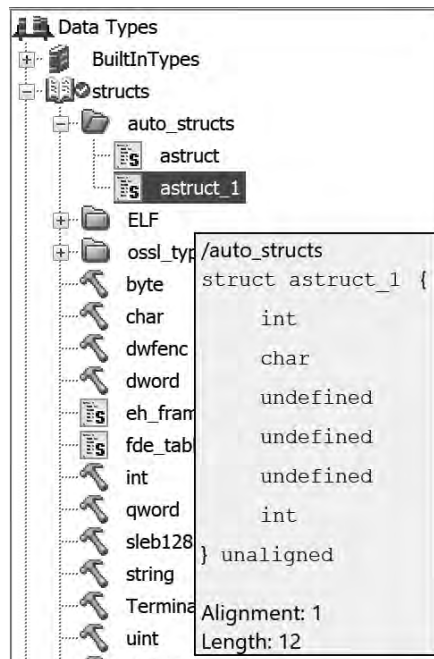 Data Types
BuiltInTypes
structs
auto_structs
astruct
astruct_1
ELF
ossl_typ
byte
char
dwfenc
dword
eh_fram
fde_tabl
int
qword
sleb128
string
Termina
uint
/auto_structs
struct astruct_1 {
int
char
undefined
undefined
undefined
int
} unaligned
Alignment: 1
Length: 12